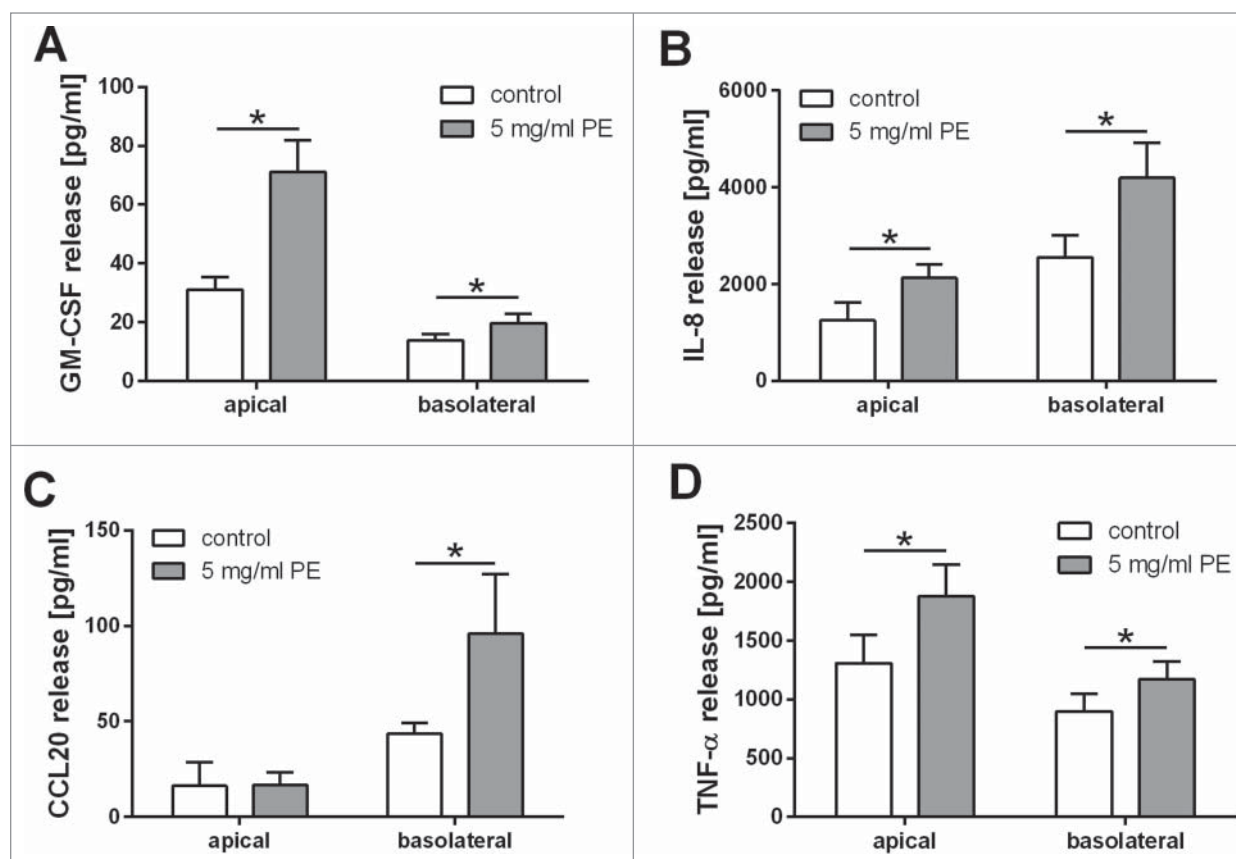 A
GM-CSF release [pg/ml]
100
80
60
40
20
0
control
5 mg/ml PE
*
*
apical
basolateral
B
IL-8 release [pg/ml]
6000
4000
2000
0
control
5 mg/ml PE
*
*
apical
basolateral
C
CCL20 release [pg/ml]
150
100
50
0
control
5 mg/ml PE
*
apical
basolateral
D
TNF-α release [pg/ml]
2500
2000
1500
1000
500
0
control
5 mg/ml PE
*
*
apical
basolateral